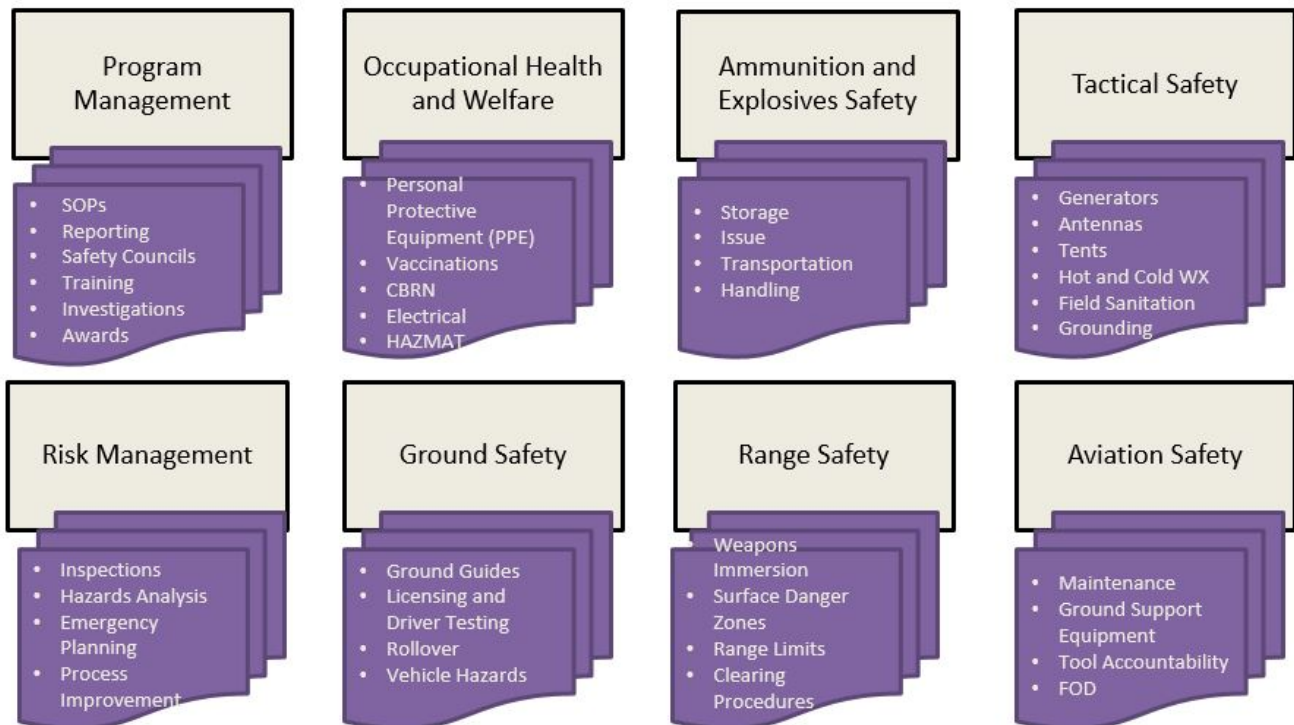 Program
Management
• SOPs
• Reporting
• Safety Councils
• Training
• Investigations
• Awards
Occupational Health
and Welfare
• Personal
Protective
Equipment (PPE)
• Vaccinations
• CBRN
• Electrical
• HAZMAT
Ammunition and
Explosives Safety
• Storage
• Issue
• Transportation
• Handling
Tactical Safety
• Generators
• Antennas
• Tents
• Hot and Cold WX
• Field Sanitation
• Grounding
Risk Management
• Inspections
• Hazards Analysis
• Emergency
Planning
• Process
Improvement
Ground Safety
• Ground Guides
• Licensing and
Driver Testing
• Rollover
• Vehicle Hazards
Range Safety
• Weapons
Immersion
• Surface Danger
Zones
• Range Limits
• Clearing
Procedures
Aviation Safety
• Maintenance
• Ground Support
Equipment
• Tool Accountability
• FOD